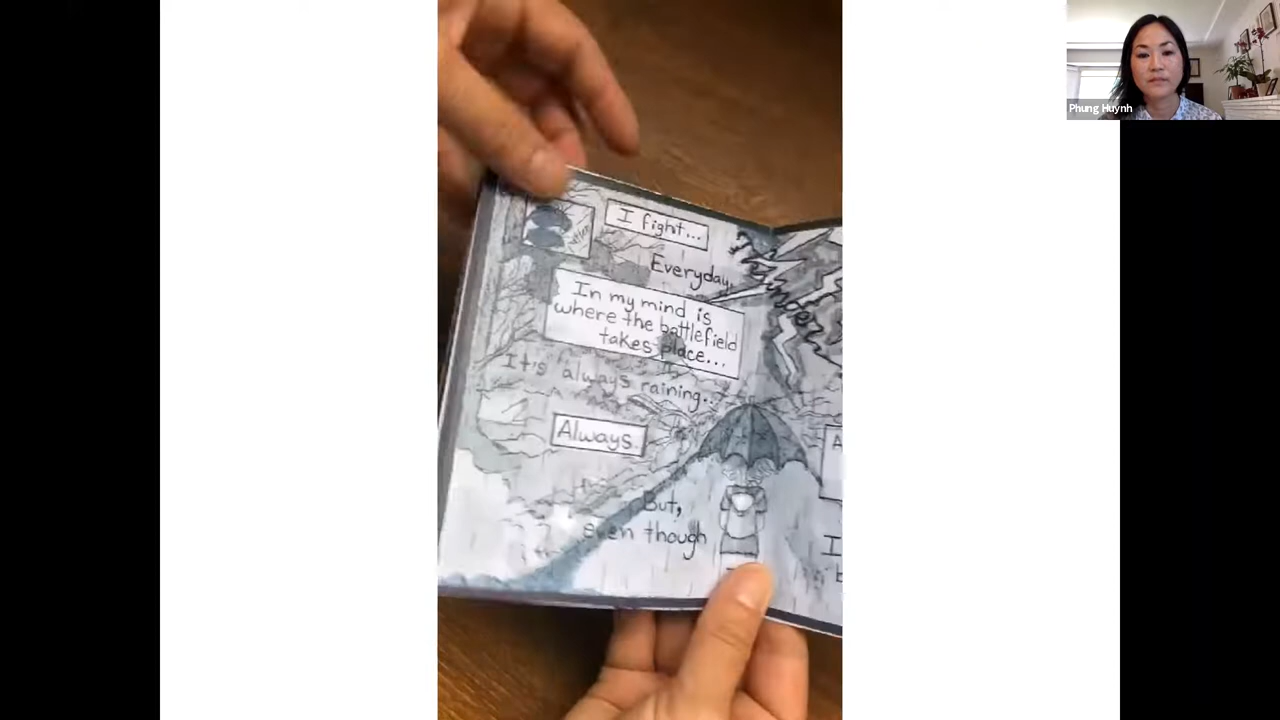 I fight...
Everyday,
In my mind is
where the battlefield
takes place...
It's always raining...
Always.
But,
even though
I
Phung Huynh